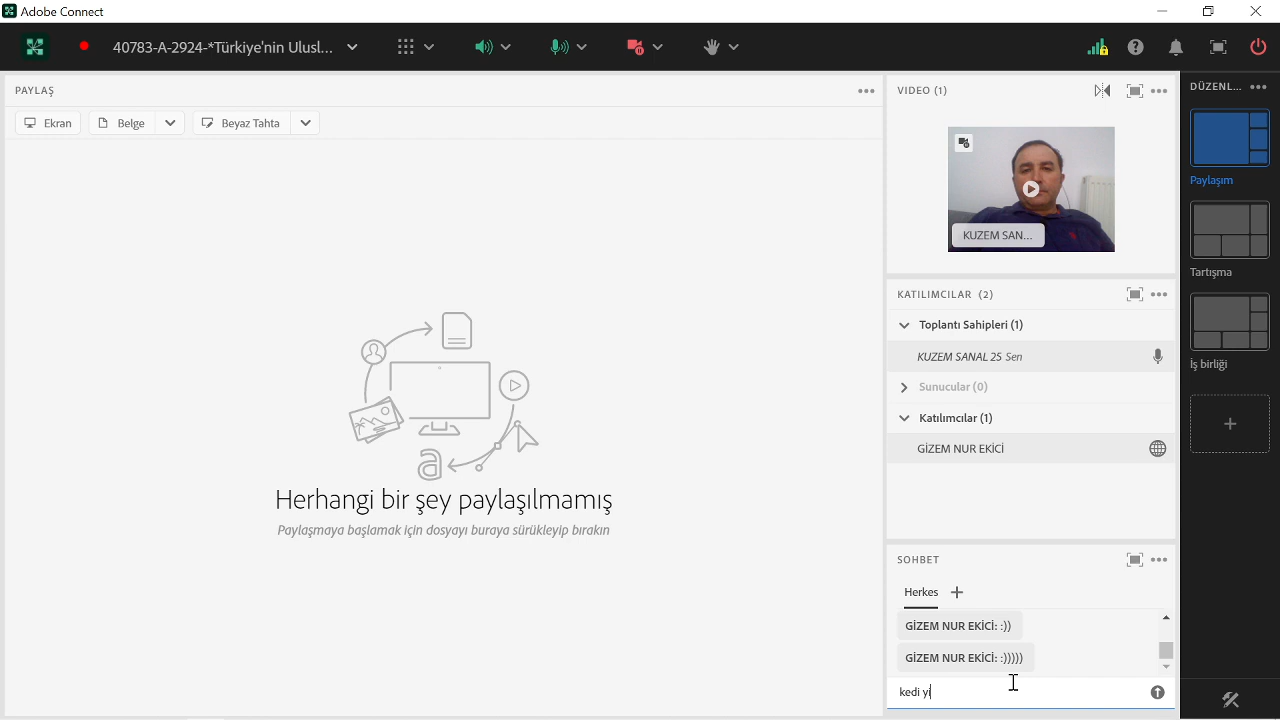 Adobe Connect
40783-A-2924-*Türkiye'nin Ulusl...
PAYLAŞ
Ekran
Belge
Beyaz Tahta
a
Herhangi bir şey paylaşılmamış
Paylaşmaya başlamak için dosyayı buraya sürükleyip bırakın
VIDEO (1)
KUZEM SAN...
KATILIMCILAR (2)
Toplantı Sahipleri (1)
KUZEM SANAL 25 Sen
Sunucular (0)
Katılımcılar (1)
GİZEM NUR EKİCİ
SOHBET
Herkes
GİZEM NUR EKİCİ: :))
GİZEM NUR EKİCİ: :)))))
kedi yi
DÜZENL...
Paylaşım
Tartışma
İş birliği